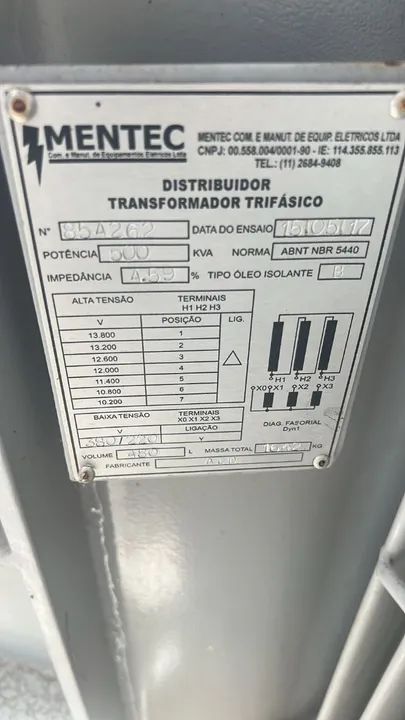 MENTEC
Com. e Manut. de Equipamentos Eletricos Ltda
MENTEC COM. E MANUT. DE EQUIP. ELETRICOS LTDA
CNPJ: 00.558.004/0001-90 - IE: 114.355.855.113
TEL.: (11) 2684-9408
DISTRIBUIDOR
TRANSFORMADOR TRIFÁSICO
N° 85A262 DATA DO ENSAIO 15.05.17
POTÊNCIA 500 KVA NORMA ABNT NBR 5440
IMPEDÂNCIA 4.59 % TIPO ÓLEO ISOLANTE B
ALTA TENSÃO TERMINAIS H1 H2 H3
V POSIÇÃO LIG.
13.800 1
13.200 2
12.600 3
12.000 4
11.400 5
10.800 6
10.200 7
BAIXA TENSÃO TERMINAIS X0 X1 X2 X3
V LIGAÇÃO
380/220 Y
VOLUME 480 L MASSA TOTAL KG
FABRICANTE
H1 H2 H3
X0 X1 X2 X3
DIAG. FASORIAL
Dyn1